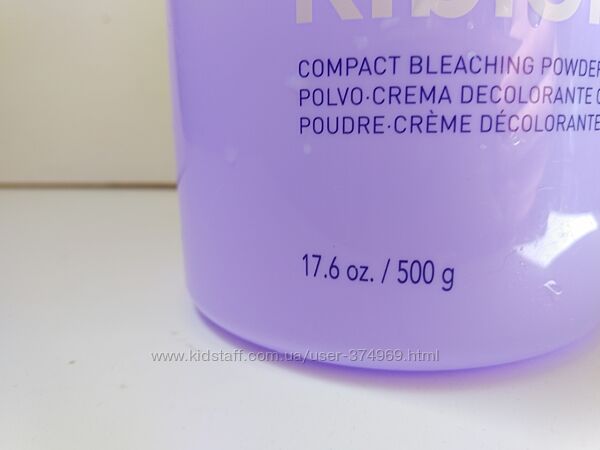 COMPACT BLEACHING POWDER
POLVO·CREMA DECOLORANTE
POUDRE·CRÈME DÉCOLORANTE
17.6 oz. / 500 g
www.kidstaff.com.ua/user-374969.html